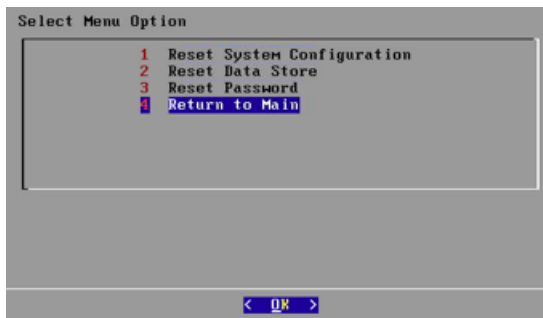 Select Menu Option
1 Reset System Configuration
2 Reset Data Store
3 Reset Password
4 Return to Main
< OK >